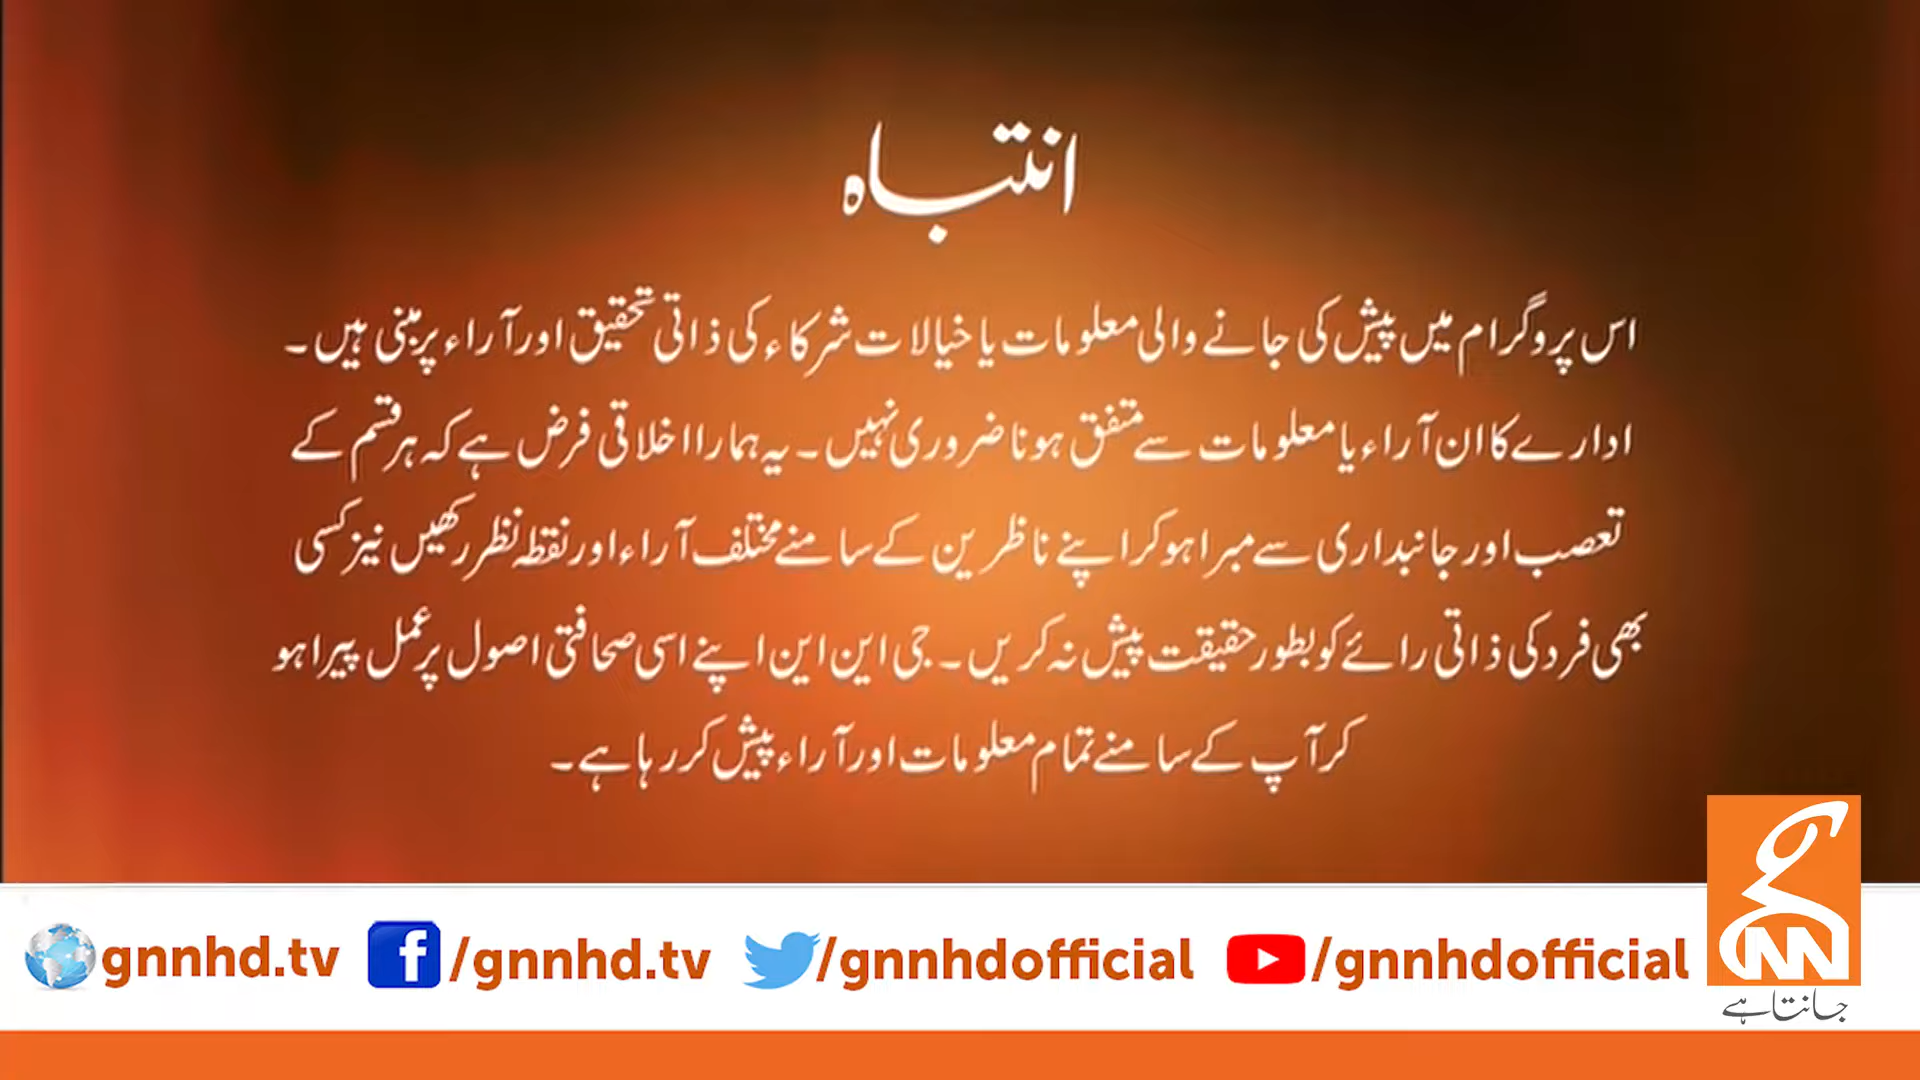 انتباہ
اس پروگرام میں پیش کی جانے والی معلومات یا خیالات شرکاء کی ذاتی تحقیق اور آراء پر مبنی ہیں۔
ادارے کا ان آراء یا معلومات سے متفق ہونا ضروری نہیں۔ یہ ہمارا اخلاقی فرض ہے کہ ہر قسم کے
تعصب اور جانبداری سے مبرا ہو کر اپنے ناظرین کے سامنے مختلف آراء اور نقطہ نظر رکھیں نیز کسی
بھی فرد کی ذاتی رائے کو بطور حقیقت پیش نہ کریں۔ جی این این اپنے اسی صحافتی اصول پر عمل پیرا ہو
کر آپ کے سامنے تمام معلومات اور آراء پیش کر رہا ہے۔
gnnhd.tv /gnnhd.tv /gnnhdofficial /gnnhdofficial
GNN
جانتا ہے